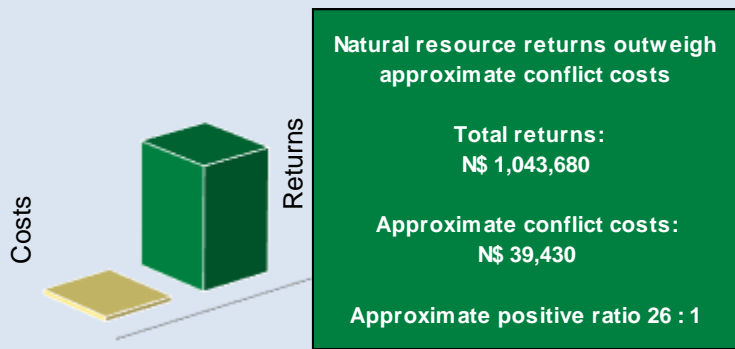 Costs
Returns
Natural resource returns outweigh
approximate conflict costs
Total returns:
N$ 1,043,680
Approximate conflict costs:
N$ 39,430
Approximate positive ratio 26 : 1